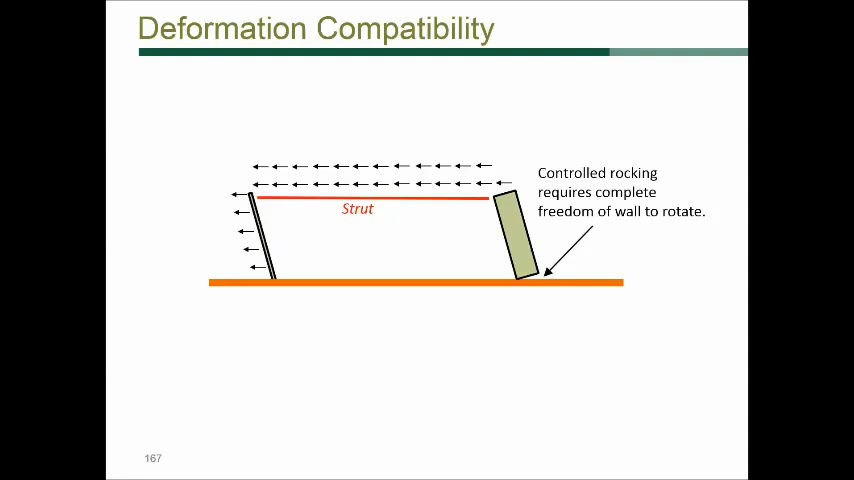 Deformation Compatibility
Controlled rocking
requires complete
freedom of wall to rotate.
Strut
167